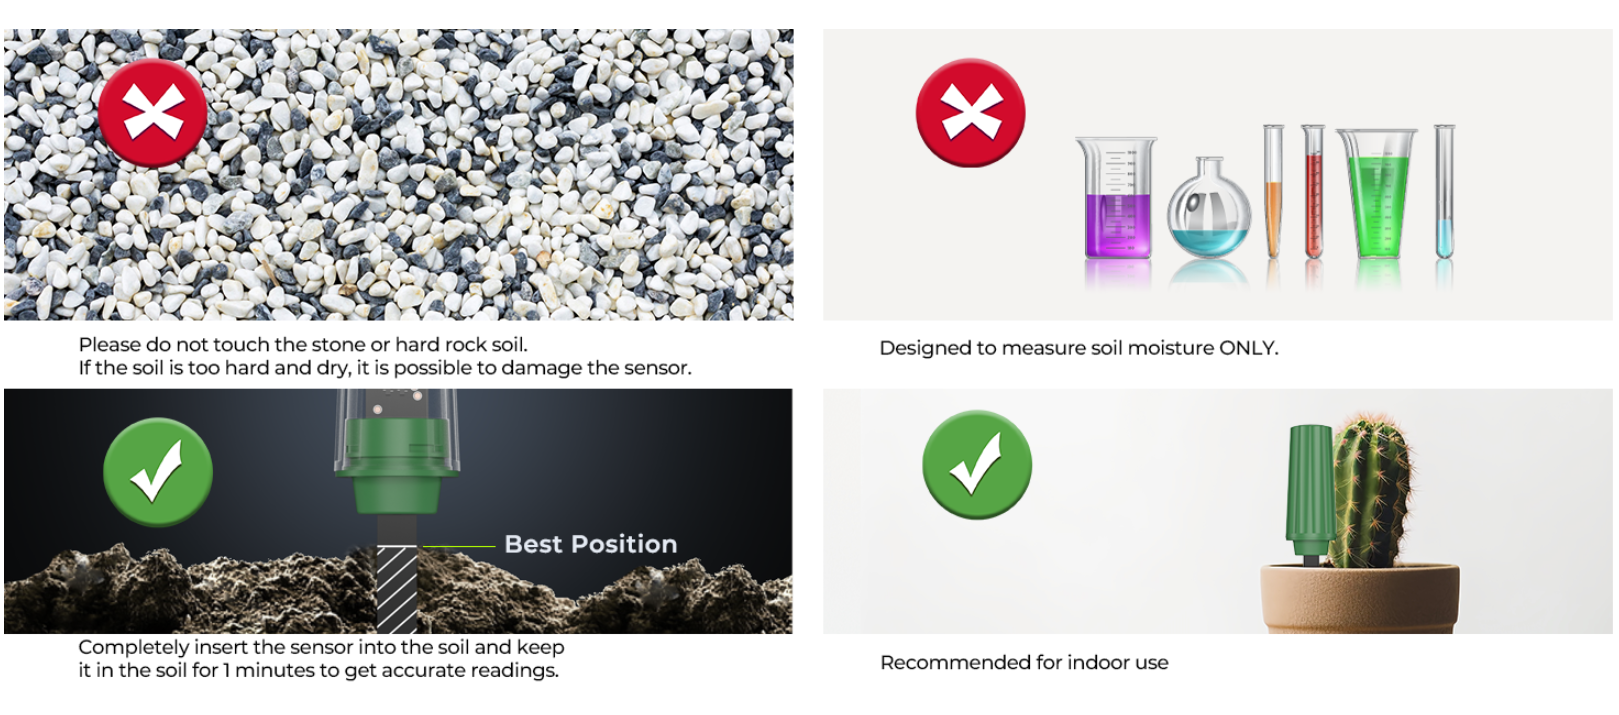 Please do not touch the stone or hard rock soil.
If the soil is too hard and dry, it is possible to damage the sensor.
Designed to measure soil moisture ONLY.
Best Position
Completely insert the sensor into the soil and keep
it in the soil for 1 minutes to get accurate readings.
Recommended for indoor use